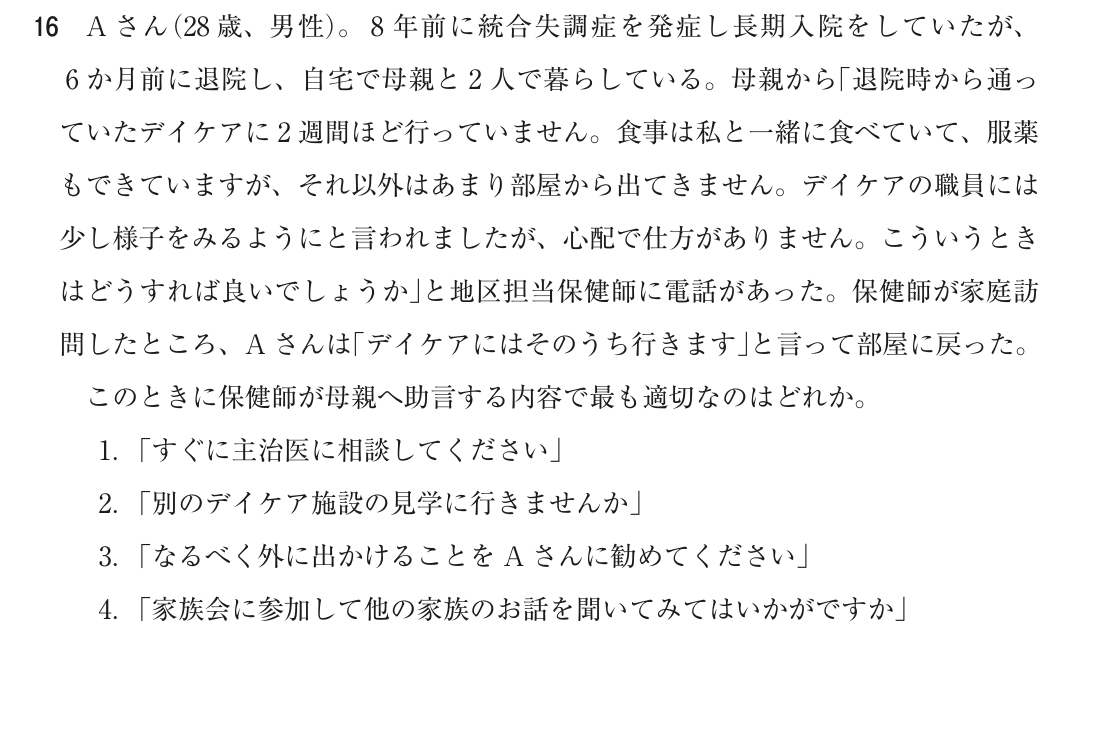 16　A さん(28 歳、男性)。8 年前に統合失調症を発症し長期入院をしていたが、
6 か月前に退院し、自宅で母親と 2 人で暮らしている。母親から「退院時から通っ
ていたデイケアに 2 週間ほど行っていません。食事は私と一緒に食べていて、服薬
もできていますが、それ以外はあまり部屋から出てきません。デイケアの職員には
少し様子をみるようにと言われましたが、心配で仕方がありません。こういうとき
はどうすれば良いでしょうか」と地区担当保健師に電話があった。保健師が家庭訪
問したところ、A さんは「デイケアにはそのうち行きます」と言って部屋に戻った。
このときに保健師が母親へ助言する内容で最も適切なのはどれか。
1. 「すぐに主治医に相談してください」
2. 「別のデイケア施設の見学に行きませんか」
3. 「なるべく外に出かけることを A さんに勧めてください」
4. 「家族会に参加して他の家族のお話を聞いてみてはいかがですか」